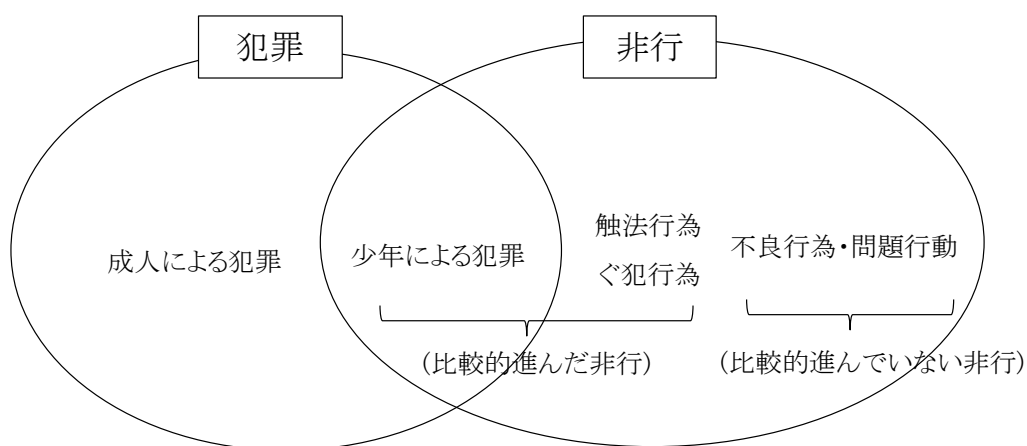 犯罪
非行
成人による犯罪
少年による犯罪
触法行為
ぐ犯行為
不良行為・問題行動
(比較的進んだ非行)
(比較的進んでいない非行)